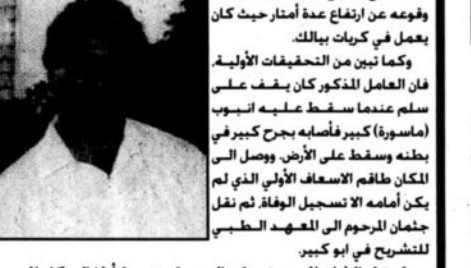 وقوعه عن ارتفاع عدة أمتار حيث كان
يعمل في كريات بيالك.
وكما تبين من التحقيقات الأولية،
فان العامل المذكور كان يقف على
سلم عندما سقط عليه انبوب
(ماسورة) كبير فأصابه بجرح كبير في
بطنه وسقط على الأرض. ووصل الى
المكان طاقم الاسعاف الأولي الذي لم
يكن أمامه الا تسجيل الوفاة، ثم نقل
جثمان المرحوم الى المعهد الطبي
للتشريح في ابو كبير.